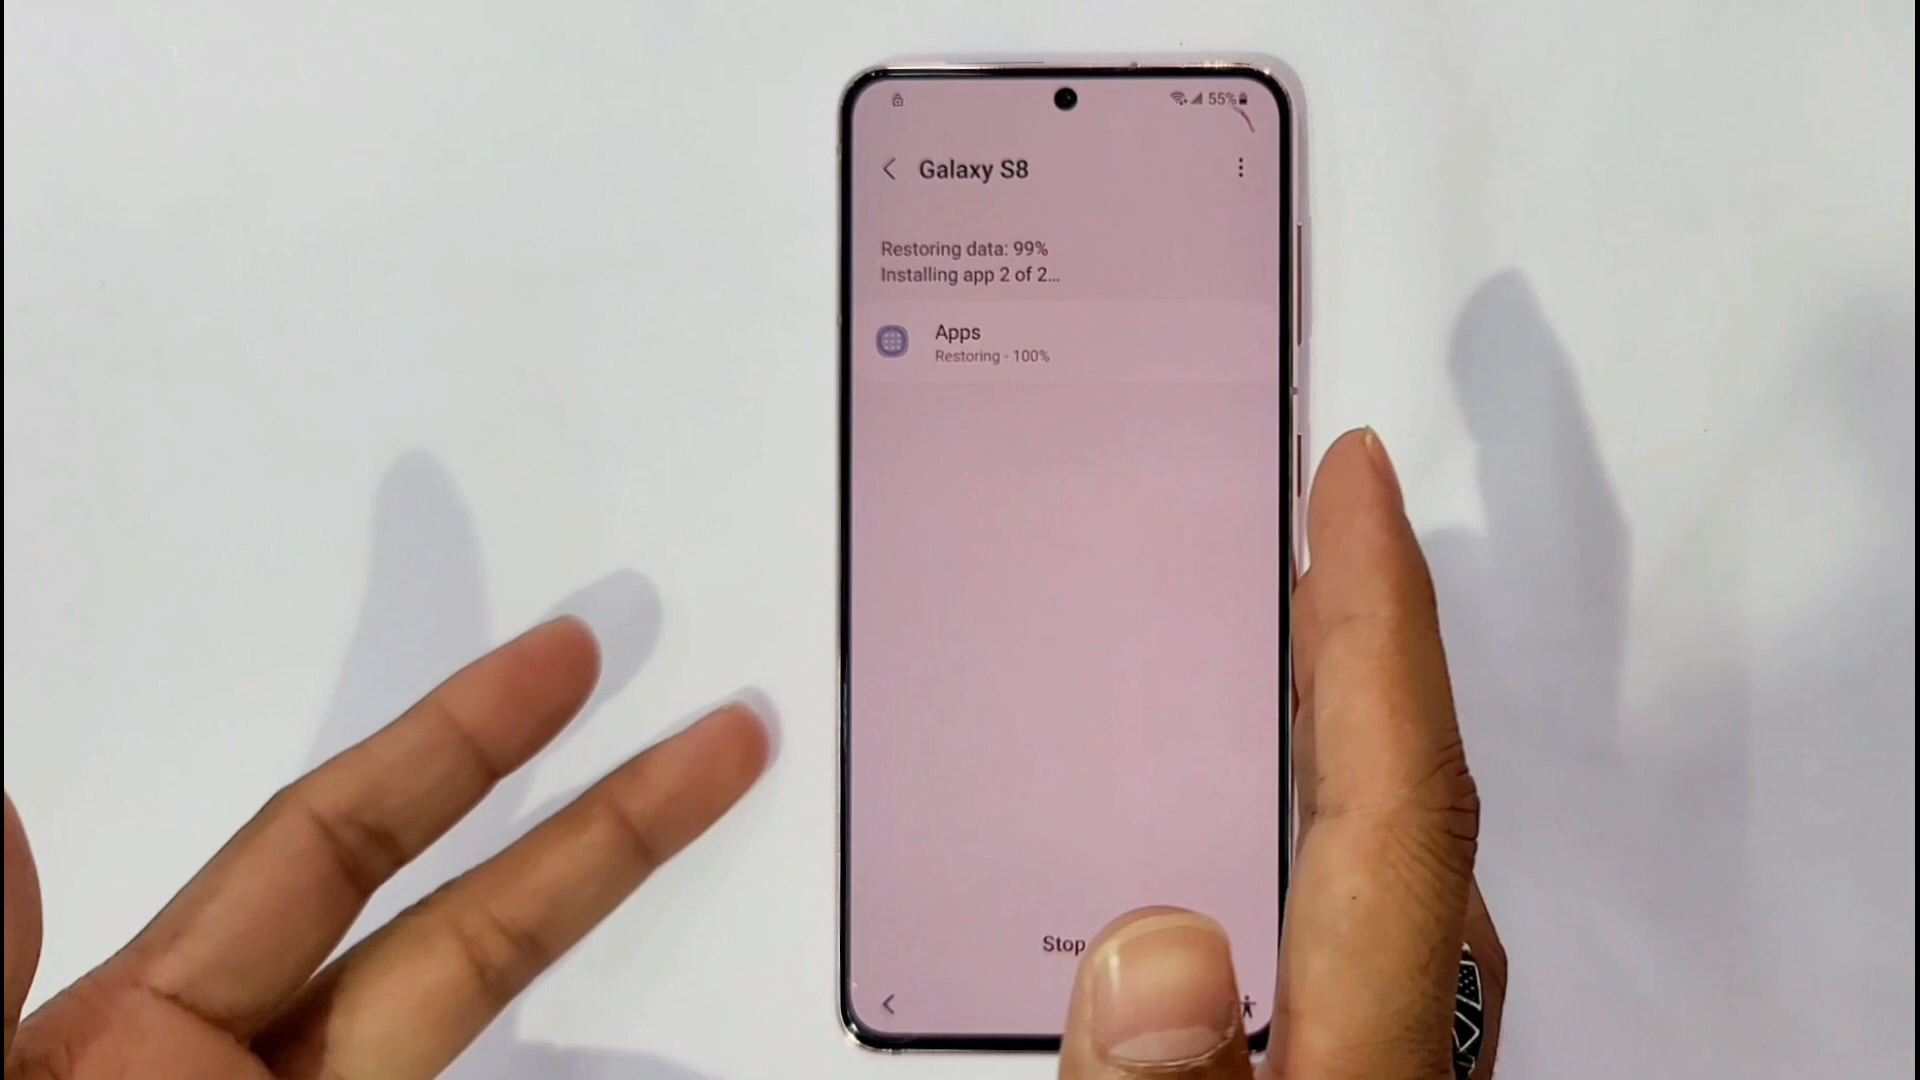 55%
Galaxy S8
Restoring data: 99%
Installing app 2 of 2...
Apps
Restoring - 100%
Stop